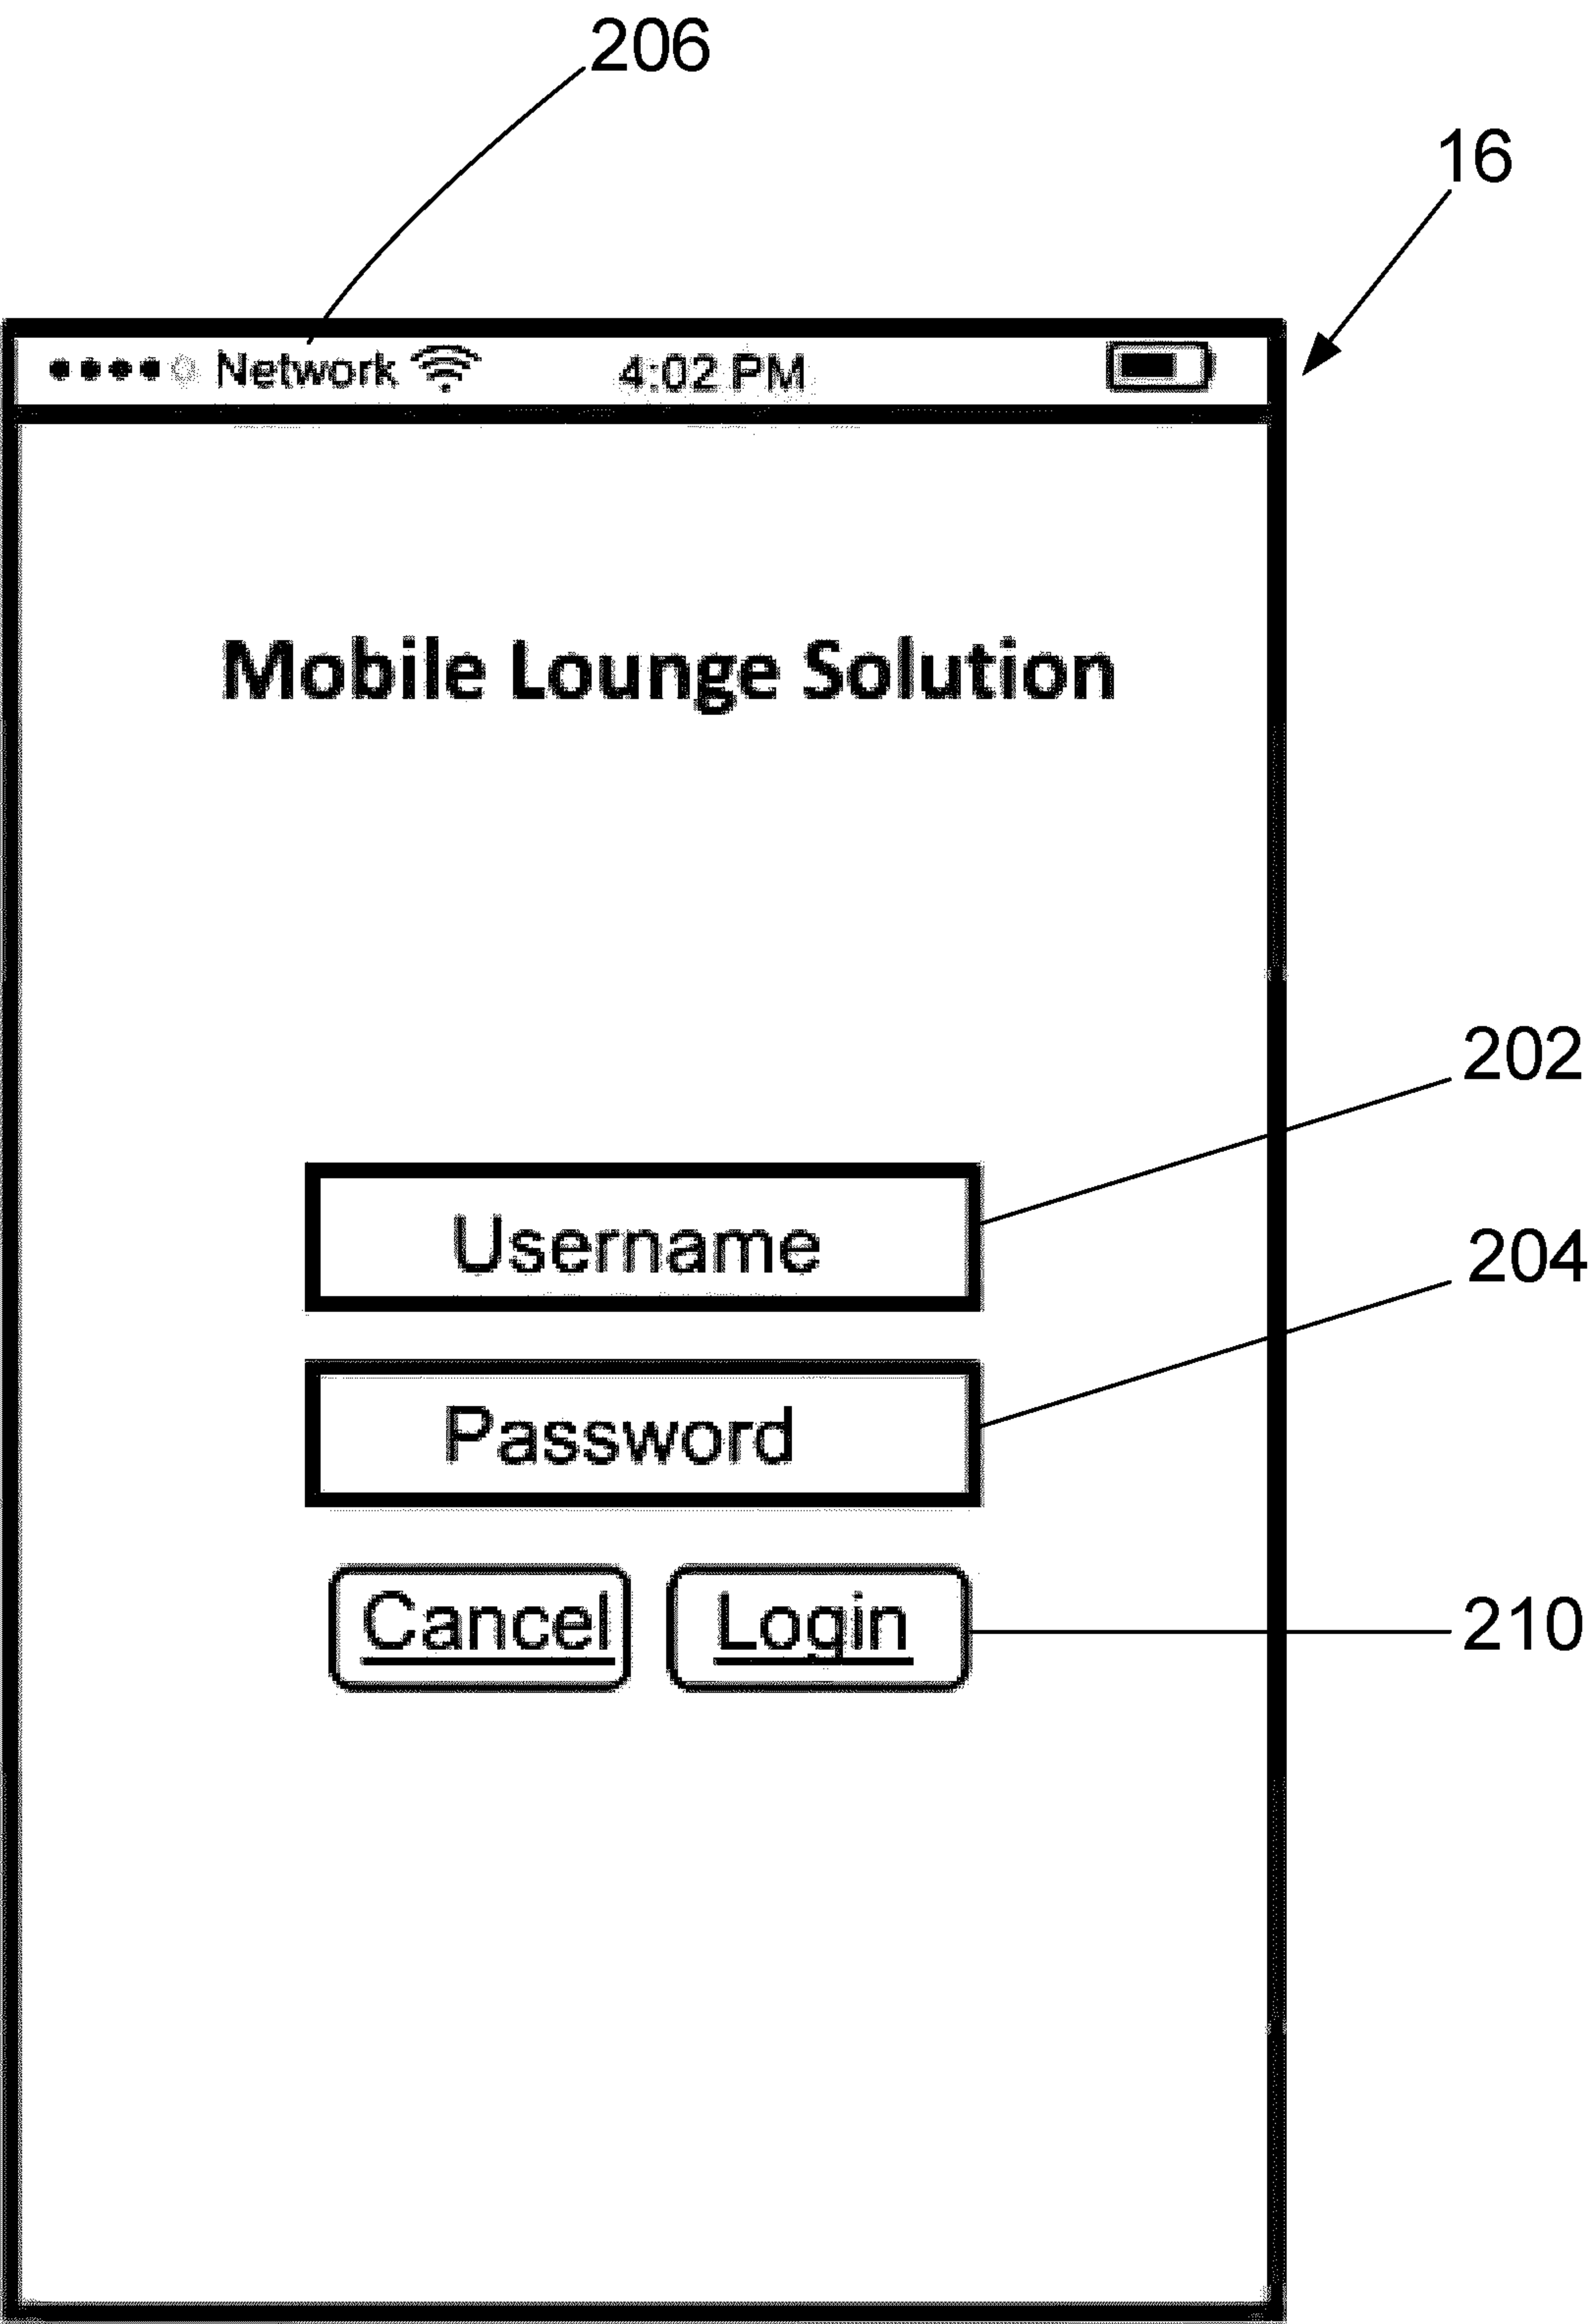 206
16
Network 4:02 PM
Mobile Lounge Solution
202
Username
204
Password
Cancel Login 210